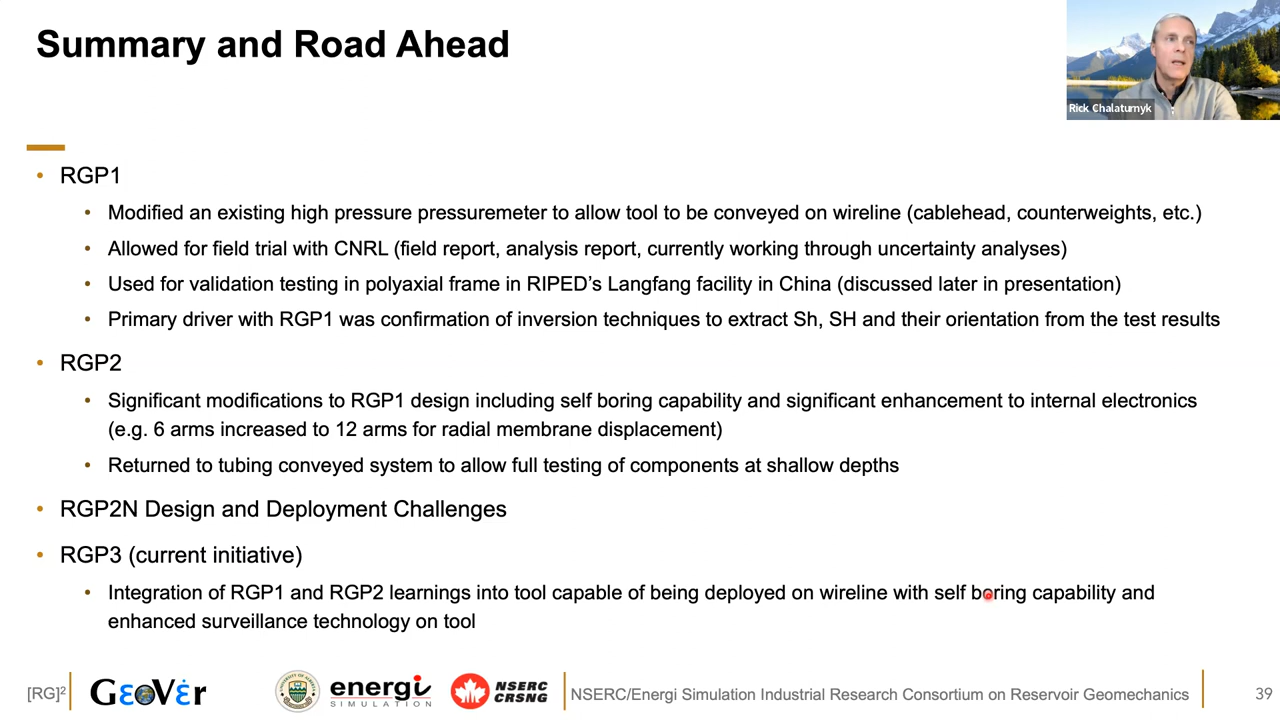 Summary and Road Ahead
Rick Chalaturnyk
• RGP1
• Modified an existing high pressure pressuremeter to allow tool to be conveyed on wireline (cablehead, counterweights, etc.)
• Allowed for field trial with CNRL (field report, analysis report, currently working through uncertainty analyses)
• Used for validation testing in polyaxial frame in RIPED's Langfang facility in China (discussed later in presentation)
• Primary driver with RGP1 was confirmation of inversion techniques to extract Sh, SH and their orientation from the test results
• RGP2
• Significant modifications to RGP1 design including self boring capability and significant enhancement to internal electronics
(e.g. 6 arms increased to 12 arms for radial membrane displacement)
• Returned to tubing conveyed system to allow full testing of components at shallow depths
• RGP2N Design and Deployment Challenges
• RGP3 (current initiative)
• Integration of RGP1 and RGP2 learnings into tool capable of being deployed on wireline with self boring capability and
enhanced surveillance technology on tool
[RG]²
GeoVer
energi
SIMULATION
NSERC
CRSNG
NSERC/Energi Simulation Industrial Research Consortium on Reservoir Geomechanics
39